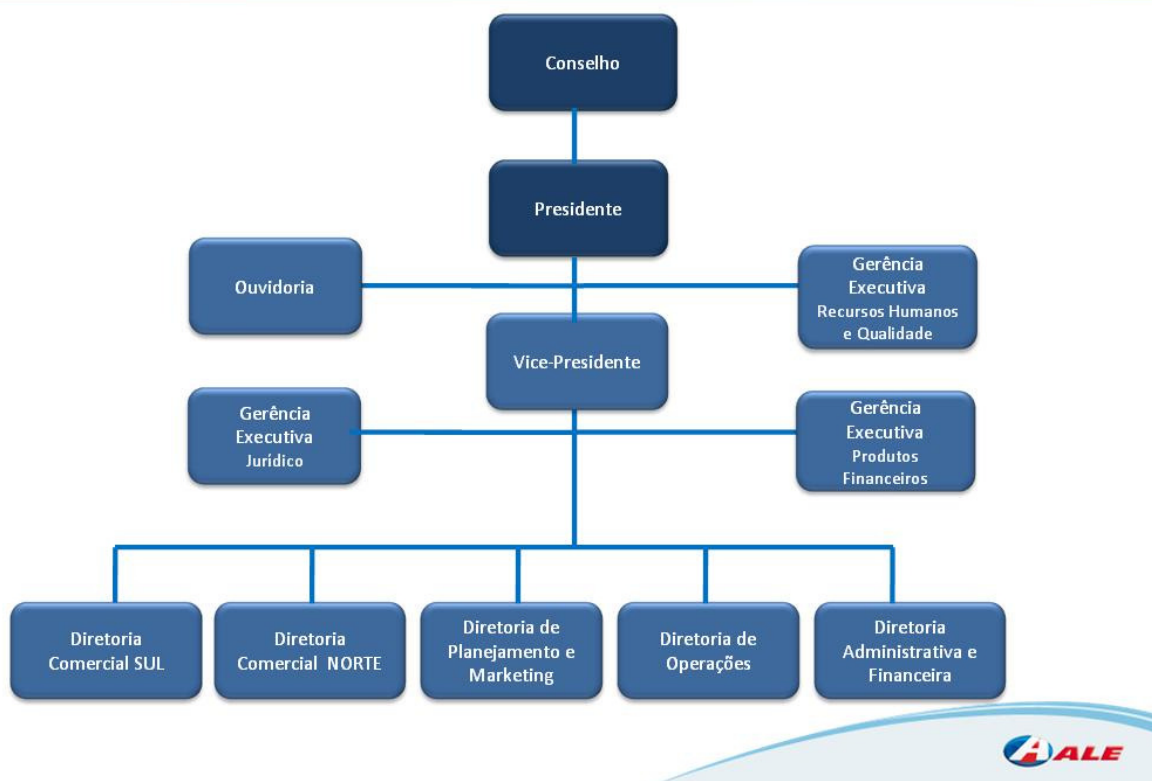 Conselho
Presidente
Ouvidoria
Gerência
Executiva
Recursos Humanos
e Qualidade
Vice-Presidente
Gerência
Executiva
Jurídico
Gerência
Executiva
Produtos
Financeiros
Diretoria
Comercial SUL
Diretoria
Comercial NORTE
Diretoria de
Planejamento e
Marketing
Diretoria de
Operações
Diretoria
Administrativa e
Financeira
A ALE